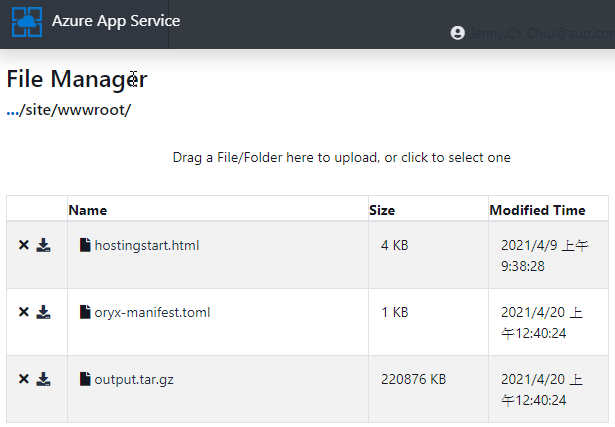 Azure App Service
Jenny.CY.Chiu@auo.com
File Manager
.../site/wwwroot/
Drag a File/Folder here to upload, or click to select one
Name Size Modified Time
hostingstart.html 4 KB 2021/4/9 上午
9:38:28
oryx-manifest.toml 1 KB 2021/4/20 上
午12:40:24
output.tar.gz 220876 KB 2021/4/20 上
午12:40:24